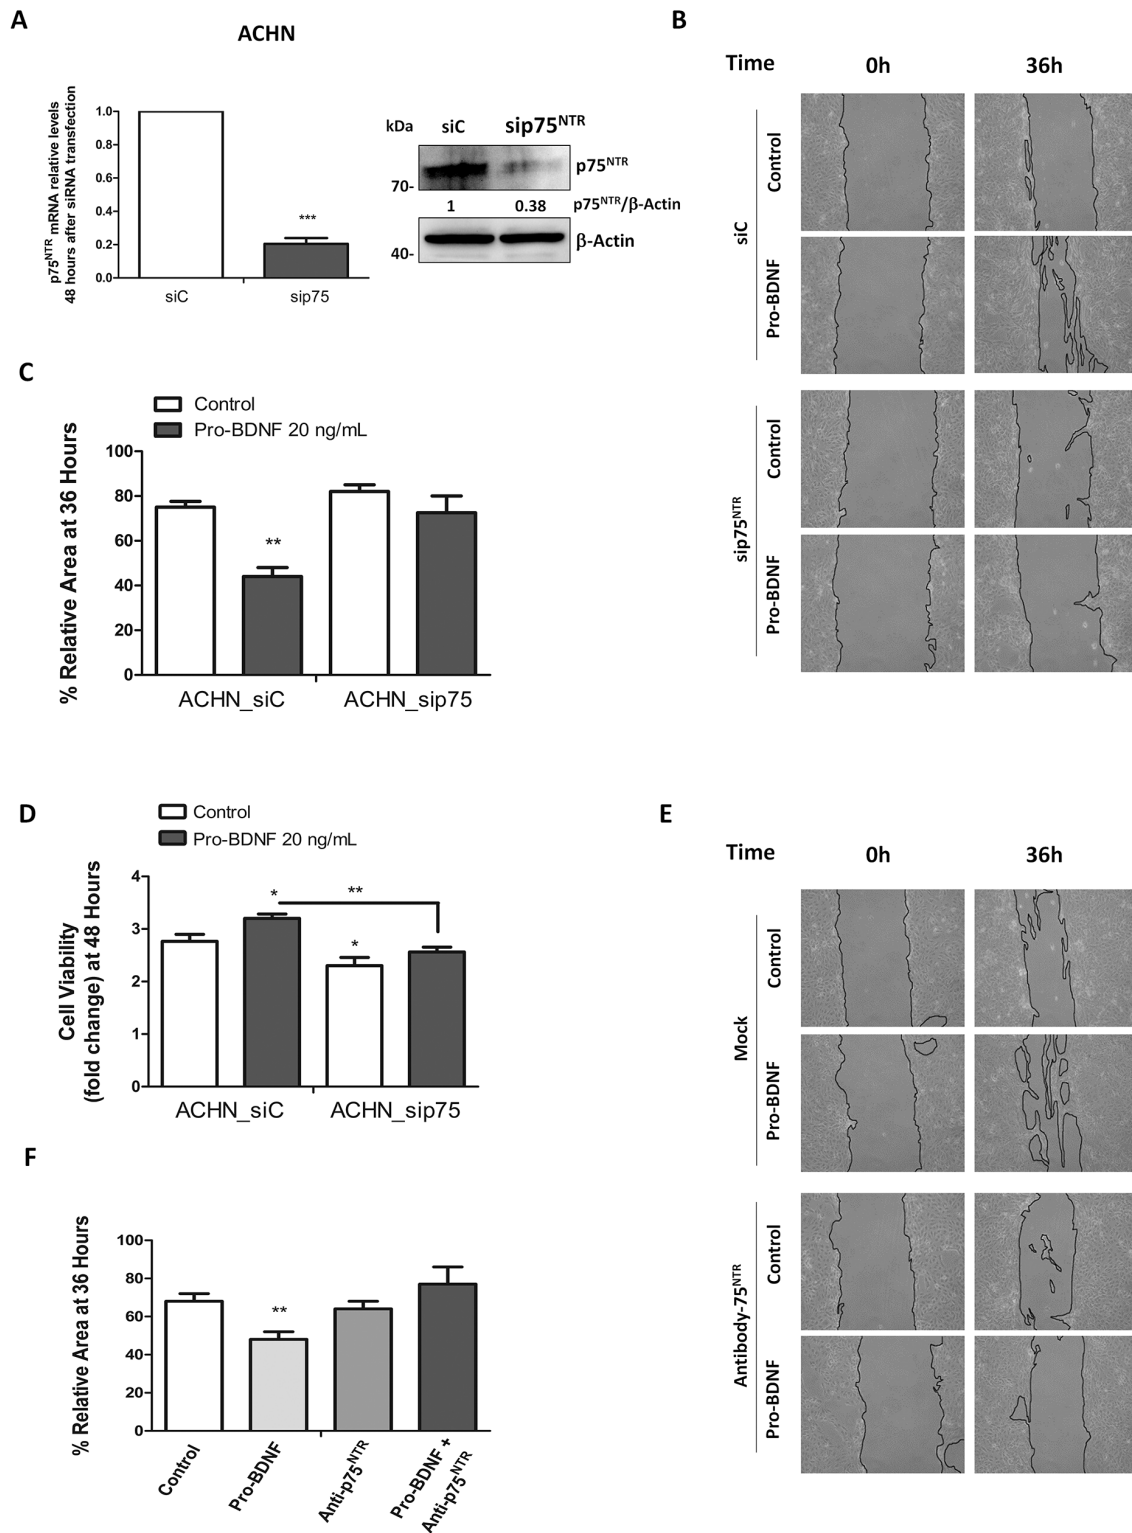 A
ACHN
p75NTR mRNA relative levels
48 hours after siRNA transfection
1.0
0.8
0.6
0.4
0.2
0.0
***
siC
sip75
kDa
siC
sip75NTR
70-
p75NTR
1
0.38
p75NTR/β-Actin
40-
β-Actin
B
Time
0h
36h
siC
Control
Pro-BDNF
sip75NTR
Control
Pro-BDNF
C
Control
Pro-BDNF 20 ng/mL
% Relative Area at 36 Hours
100
80
60
40
20
0
**
ACHN_siC
ACHN_sip75
D
Control
Pro-BDNF 20 ng/mL
Cell Viability
(fold change) at 48 Hours
4
3
2
1
0
*
**
*
ACHN_siC
ACHN_sip75
E
Time
0h
36h
Mock
Control
Pro-BDNF
Antibody-75NTR
Control
Pro-BDNF
F
% Relative Area at 36 Hours
100
80
60
40
20
0
**
Control
Pro-BDNF
Anti-p75NTR
Pro-BDNF +
Anti-p75NTR